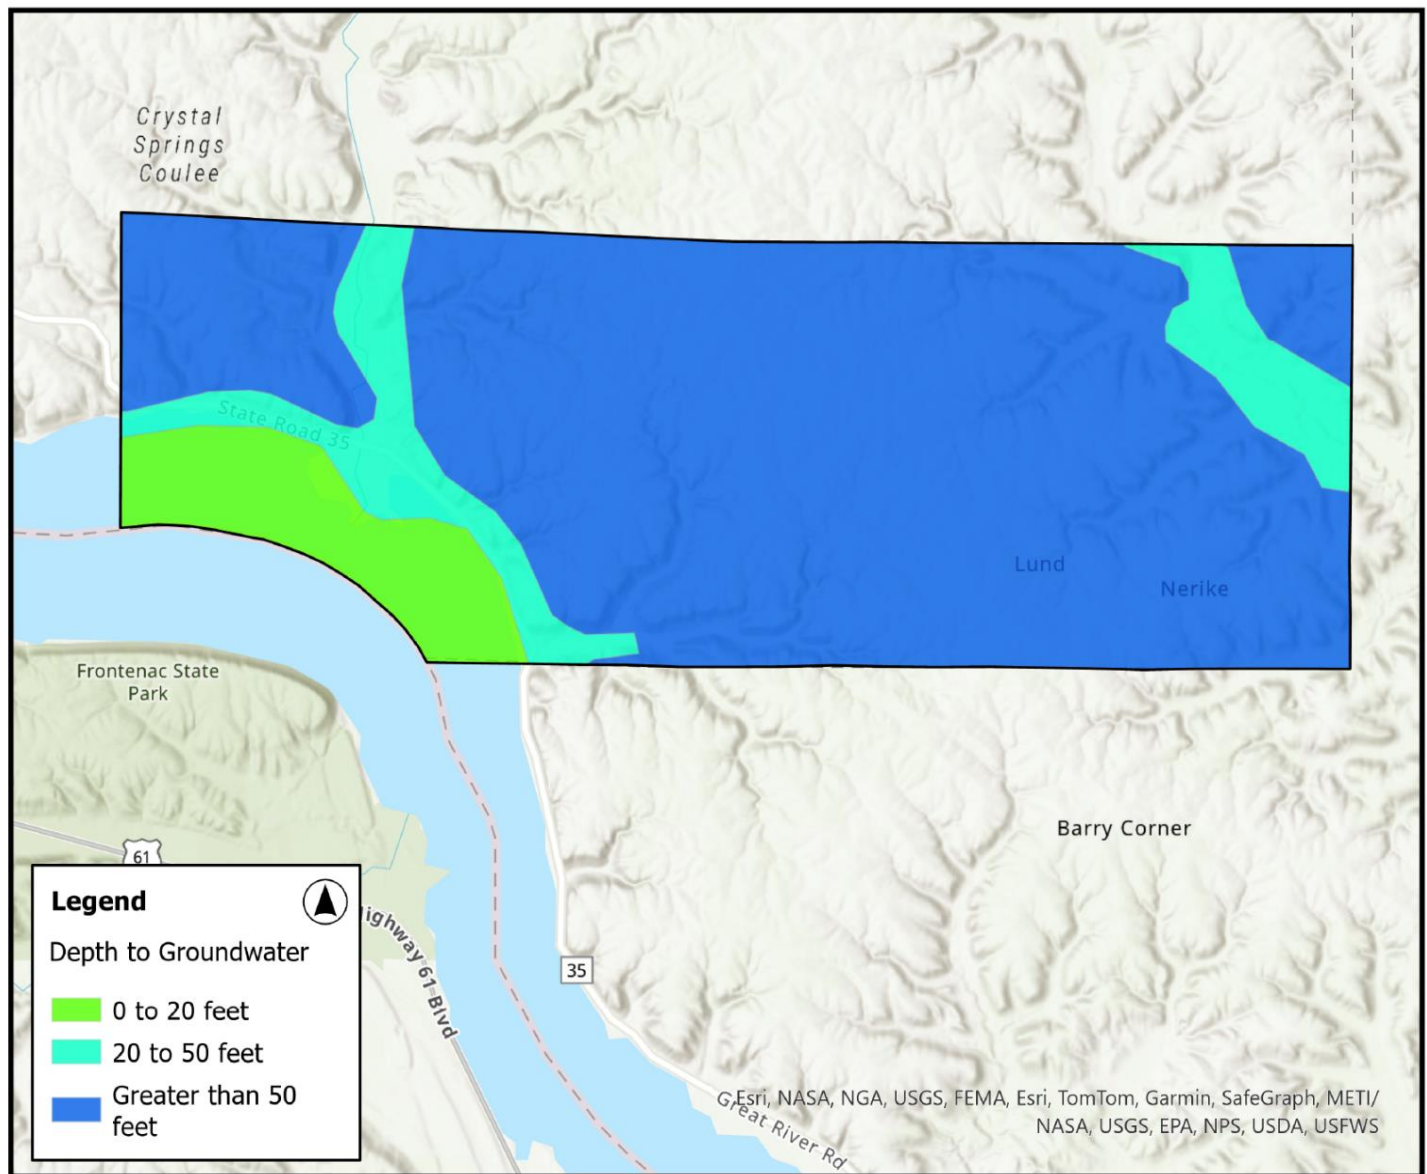 Crystal
Springs
Coulee
State Road 35
Lund
Nerike
Frontenac State
Park
Barry Corner
61
Highway 61 Blvd
35
Great River Rd
Legend
Depth to Groundwater
0 to 20 feet
20 to 50 feet
Greater than 50
feet
Esri, NASA, NGA, USGS, FEMA, Esri, TomTom, Garmin, SafeGraph, METI/
NASA, USGS, EPA, NPS, USDA, USFWS